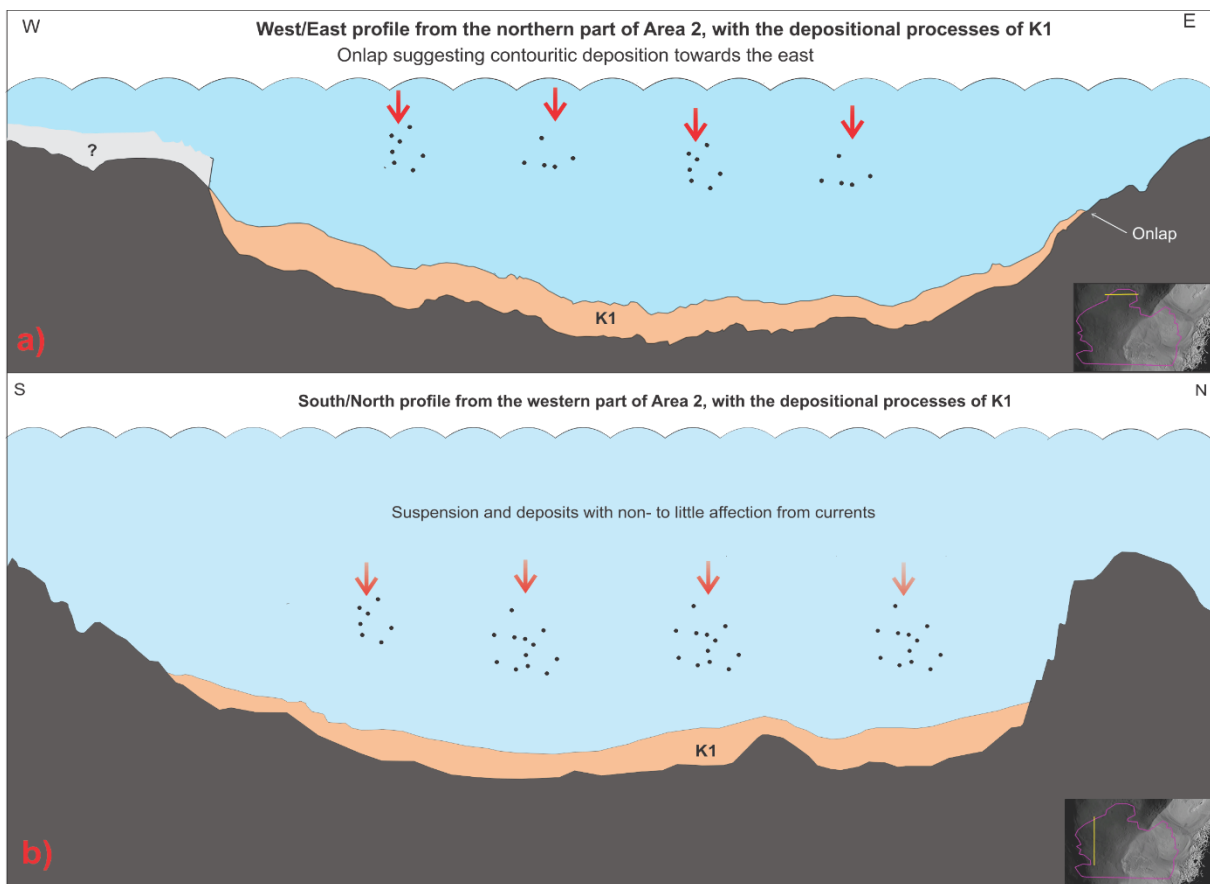 W
E
West/East profile from the northern part of Area 2, with the depositional processes of K1
Onlap suggesting contouritic deposition towards the east
?
Onlap
K1
a)
S
N
South/North profile from the western part of Area 2, with the depositional processes of K1
Suspension and deposits with non- to little affection from currents
K1
b)